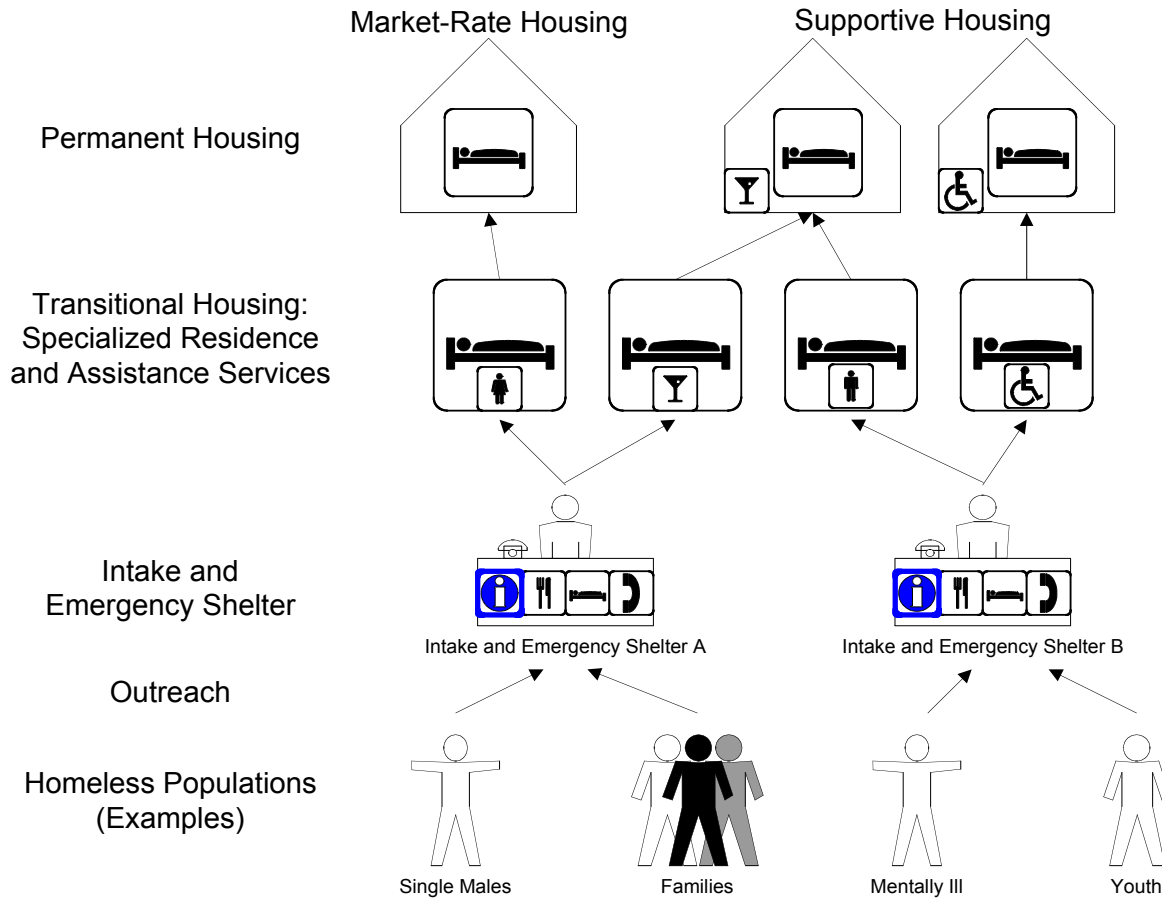 Market-Rate Housing
Supportive Housing
Permanent Housing
Transitional Housing:
Specialized Residence
and Assistance Services
Intake and
Emergency Shelter
Intake and Emergency Shelter A
Intake and Emergency Shelter B
Outreach
Homeless Populations
(Examples)
Single Males
Families
Mentally Ill
Youth